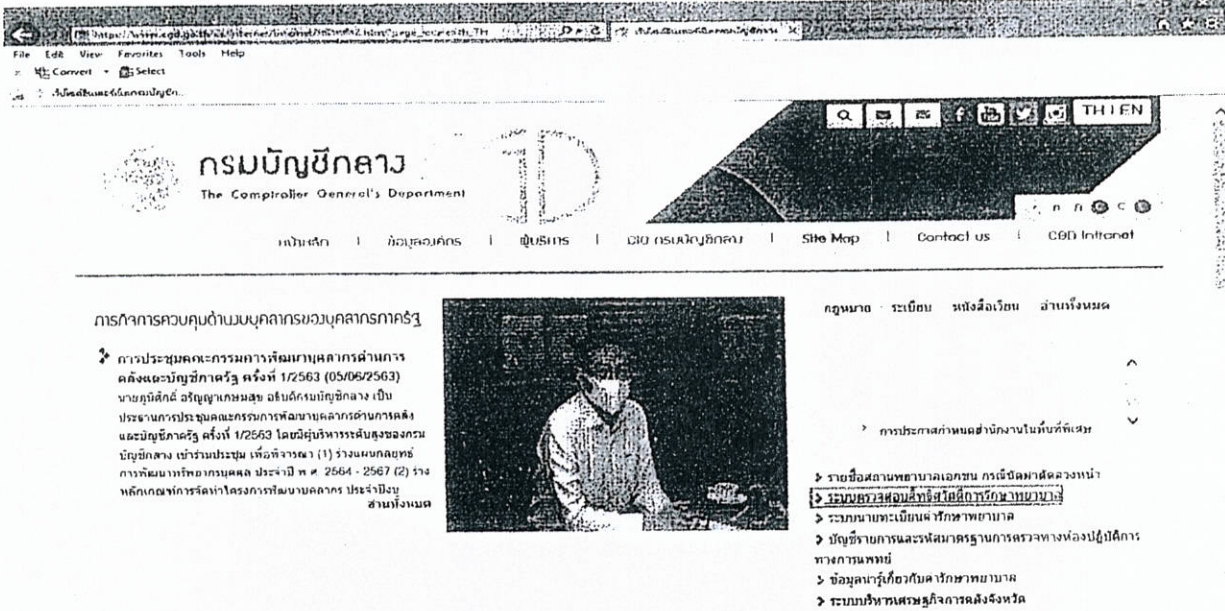 File Edit View Favorites Tools Help
Convert Select
TH | EN
กรมบัญชีกลาง
The Comptroller General's Department
หน้าหลัก | ข้อมูลองค์กร | ผู้บริหาร | CIO กรมบัญชีกลาง | Site Map | Contact us | CGD Intranet
กฎหมาย ระเบียบ หนังสือเวียน อ่านทั้งหมด
ภารกิจการควบคุมด้านงบบุคลากรของบุคลากรภาครัฐ
การประชุมคณะกรรมการพัฒนาบุคลากรด้านการ
คลังและบัญชีภาครัฐ ครั้งที่ 1/2563 (05/06/2563)
นายภูมิศักดิ์ อรัญญาเกษมสุข อธิบดีกรมบัญชีกลาง เป็น
ประธานการประชุมคณะกรรมการพัฒนาบุคลากรด้านการคลัง
และบัญชีภาครัฐ ครั้งที่ 1/2563 โดยมีผู้บริหารระดับสูงของกรม
บัญชีกลาง เข้าร่วมประชุม เพื่อพิจารณา (1) ร่างแผนกลยุทธ์
การพัฒนาทรัพยากรบุคคล ประจำปี พ.ศ. 2564 - 2567 (2) ร่าง
หลักเกณฑ์การจัดทำโครงการพัฒนาบุคลากร ประจำปีงบ
อ่านทั้งหมด
การประกาศกำหนดสำนักงานในพื้นที่พิเศษ
รายชื่อสถานพยาบาลเอกชน กรณีนัดผ่าตัดล่วงหน้า
ระบบตรวจสอบสิทธิสวัสดิการรักษาพยาบาล
ระบบนายทะเบียนค่ารักษาพยาบาล
บัญชีรายการและรหัสมาตรฐานการตรวจทางห้องปฏิบัติการ
ทางการแพทย์
ข้อมูลน่ารู้เกี่ยวกับค่ารักษาพยาบาล
ระบบบริหารเศรษฐกิจการคลังจังหวัด